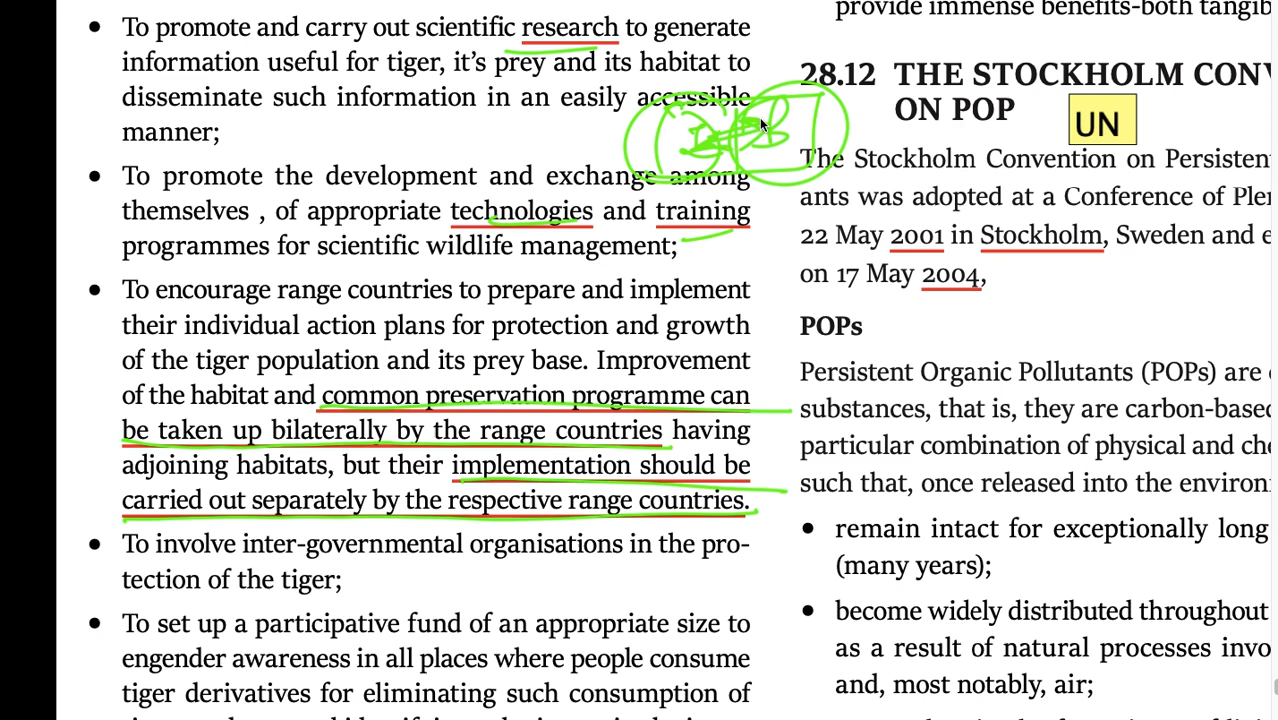 • To promote and carry out scientific research to generate
information useful for tiger, it's prey and its habitat to
disseminate such information in an easily accessible
manner;
• To promote the development and exchange among
themselves , of appropriate technologies and training
programmes for scientific wildlife management;
• To encourage range countries to prepare and implement
their individual action plans for protection and growth
of the tiger population and its prey base. Improvement
of the habitat and common preservation programme can
be taken up bilaterally by the range countries having
adjoining habitats, but their implementation should be
carried out separately by the respective range countries.
• To involve inter-governmental organisations in the pro-
tection of the tiger;
• To set up a participative fund of an appropriate size to
engender awareness in all places where people consume
tiger derivatives for eliminating such consumption of
provide immense benefits-both tangib
28.12 THE STOCKHOLM CONV
ON POP
UN
The Stockholm Convention on Persisten
ants was adopted at a Conference of Plen
22 May 2001 in Stockholm, Sweden and e
on 17 May 2004,
POPs
Persistent Organic Pollutants (POPs) are
substances, that is, they are carbon-based
particular combination of physical and che
such that, once released into the environ
• remain intact for exceptionally long
(many years);
• become widely distributed throughout
as a result of natural processes invo
and, most notably, air;